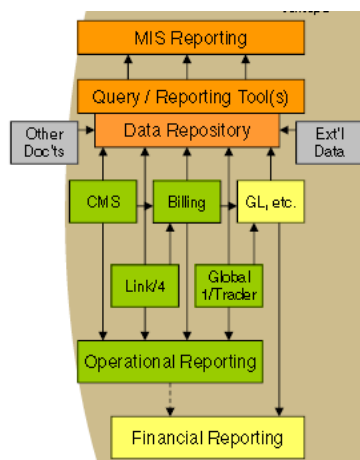 MIS Reporting
Query / Reporting Tool(s)
Data Repository
Other
Doc'ts
Ext'l
Data
CMS
Billing
GL, etc.
Link/4
Global
1/Trader
Operational Reporting
Financial Reporting